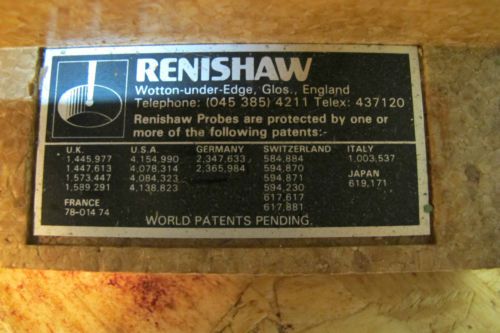 RENISHAW
Wotton-under-Edge, Glos., England
Telephone: (045 385) 4211 Telex: 437120
Renishaw Probes are protected by one or
more of the following patents:-
U.K. U.S.A. GERMANY SWITZERLAND ITALY
1,445,977 4,154,990 2,347,633 584,884 1,003,537
1,447,613 4,078,314 2,365,984 594,870 JAPAN
1,573,447 4,084,323 594,871 619,171
1,589,291 4,138,823 594,230
FRANCE 617,617
78-014 74 617,881
WORLD PATENTS PENDING.